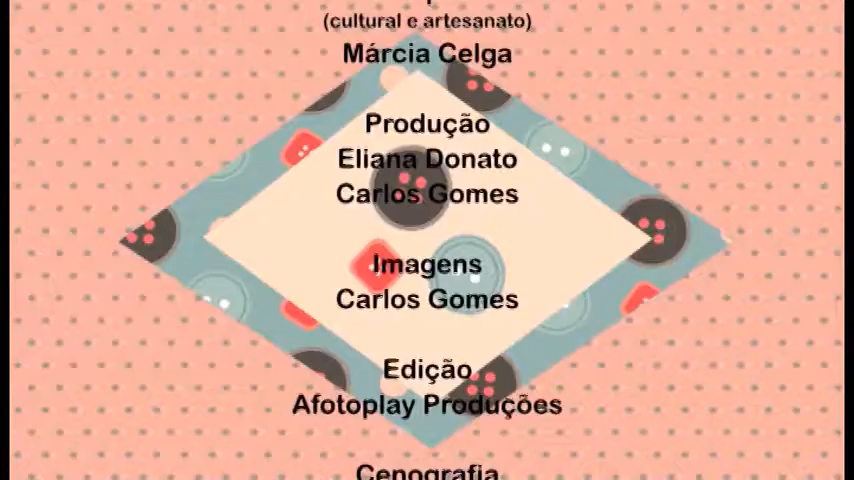 (cultural e artesanato)
Márcia Celga
Produção
Eliana Donato
Carlos Gomes
Imagens
Carlos Gomes
Edição
Afotoplay Produções
Cenografia